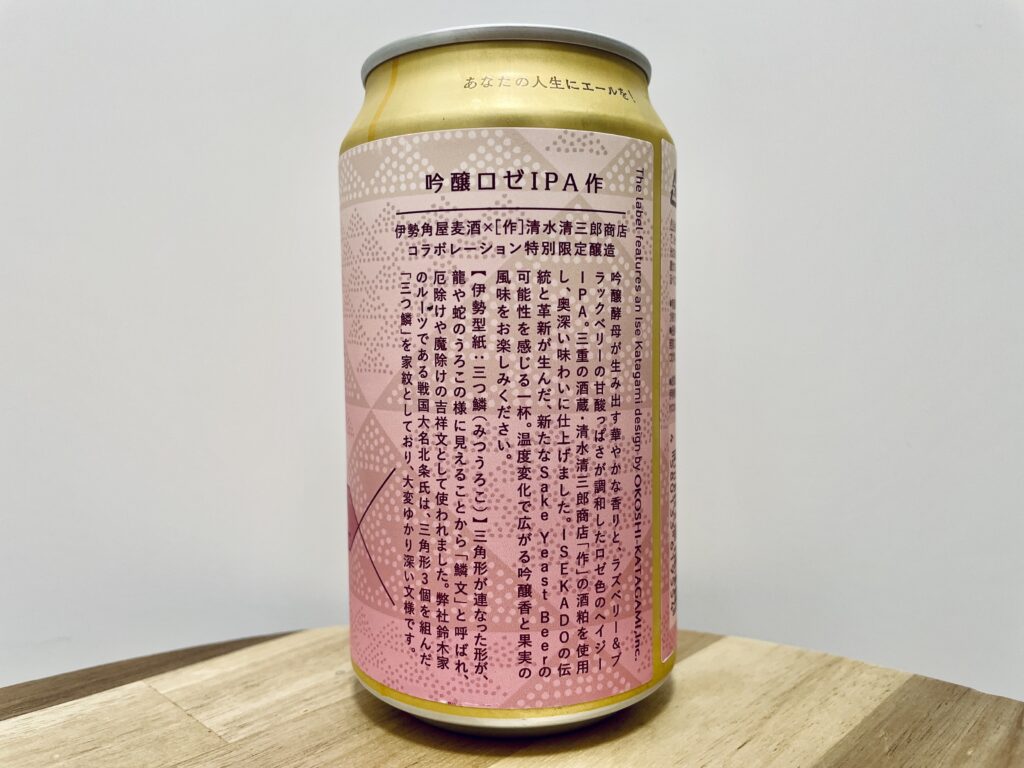 あなたの人生にエールを!
吟醸ロゼIPA作
伊勢角屋麦酒×[作]清水清三郎商店
コラボレーション特別限定醸造
吟醸酵母が生み出す華やかな香りと、ラズベリー&ブ
ラックベリーの甘酸っぱさが調和したロゼ色のヘイジー
IPA。三重の酒蔵・清水清三郎商店「作」の酒粕を使用
し、奥深い味わいに仕上げました。ISEKADOの伝
統と革新が生んだ、新たなSake Yeast Beerの
可能性を感じる一杯。温度変化で広がる吟醸香と果実の
風味をお楽しみください。
【伊勢型紙:三つ鱗(みつうろこ)】三角形が連なった形が、
龍や蛇のうろこの様に見えることから「鱗文」と呼ばれ、
厄除けや魔除けの吉祥文として使われました。弊社鈴木家
のルーツである戦国大名北条氏は、三角形3個を組んだ
「三つ鱗」を家紋としており、大変ゆかり深い文様です。
The label features an Ise Katagami design by OKOSHI-KATAGAMI,Inc.